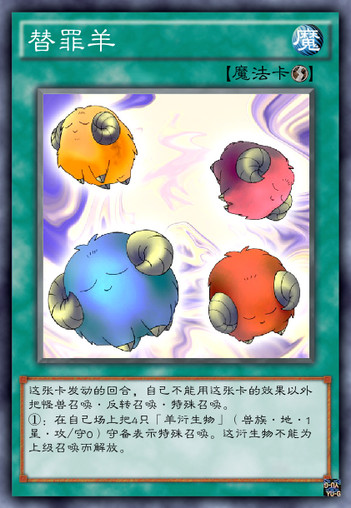 替罪羊
魔
【魔法卡】
这张卡发动的回合，自己不能用这张卡的效果以外
把怪兽召唤·反转召唤·特殊召唤。
①：在自己场上把4只「羊衍生物」（兽族·地·1
星·攻/守0）守备表示特殊召唤。这衍生物不能为
上级召唤而解放。